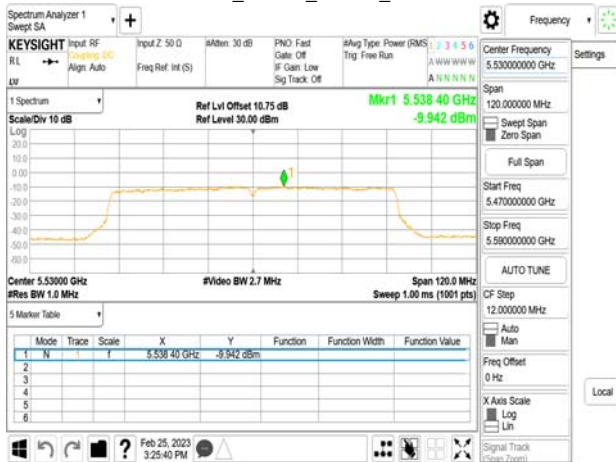 Spectrum Analyzer 1
Swept SA
Frequency
KEYSIGHT
RL
Input: RF
Coupling: DC
Align: Auto
Input Z: 50 Ω
Freq Ref: Int (S)
#Atten: 30 dB
PNO: Fast
Gate: Off
IF Gain: Low
Sig Track: Off
#Avg Type: Power (RMS)
Trig: Free Run
1 2 3 4 5 6
A W W W W W
A N N N N N
LVI
Center Frequency
5.530000000 GHz
Settings
Span
120.000000 MHz
Swept Span
Zero Span
Full Span
Start Freq
5.470000000 GHz
Stop Freq
5.590000000 GHz
AUTO TUNE
CF Step
12.000000 MHz
Auto
Man
Freq Offset
0 Hz
X Axis Scale
Log
Lin
Local
Signal Track
(Span Zoom)
1 Spectrum
Scale/Div 10 dB
Ref Lvl Offset 10.75 dB
Ref Level 30.00 dBm
Mkr1 5.538 40 GHz
-9.942 dBm
Log
20.0
10.0
0.00
-10.0
-20.0
-30.0
-40.0
-50.0
-60.0
1
Center 5.53000 GHz
#Res BW 1.0 MHz
#Video BW 2.7 MHz
Span 120.0 MHz
Sweep 1.00 ms (1001 pts)
5 Marker Table
Mode Trace Scale X Y Function Function Width Function Value
1 N 1 f 5.538 40 GHz -9.942 dBm
2
3
4
5
6
Feb 25, 2023
3:25:40 PM